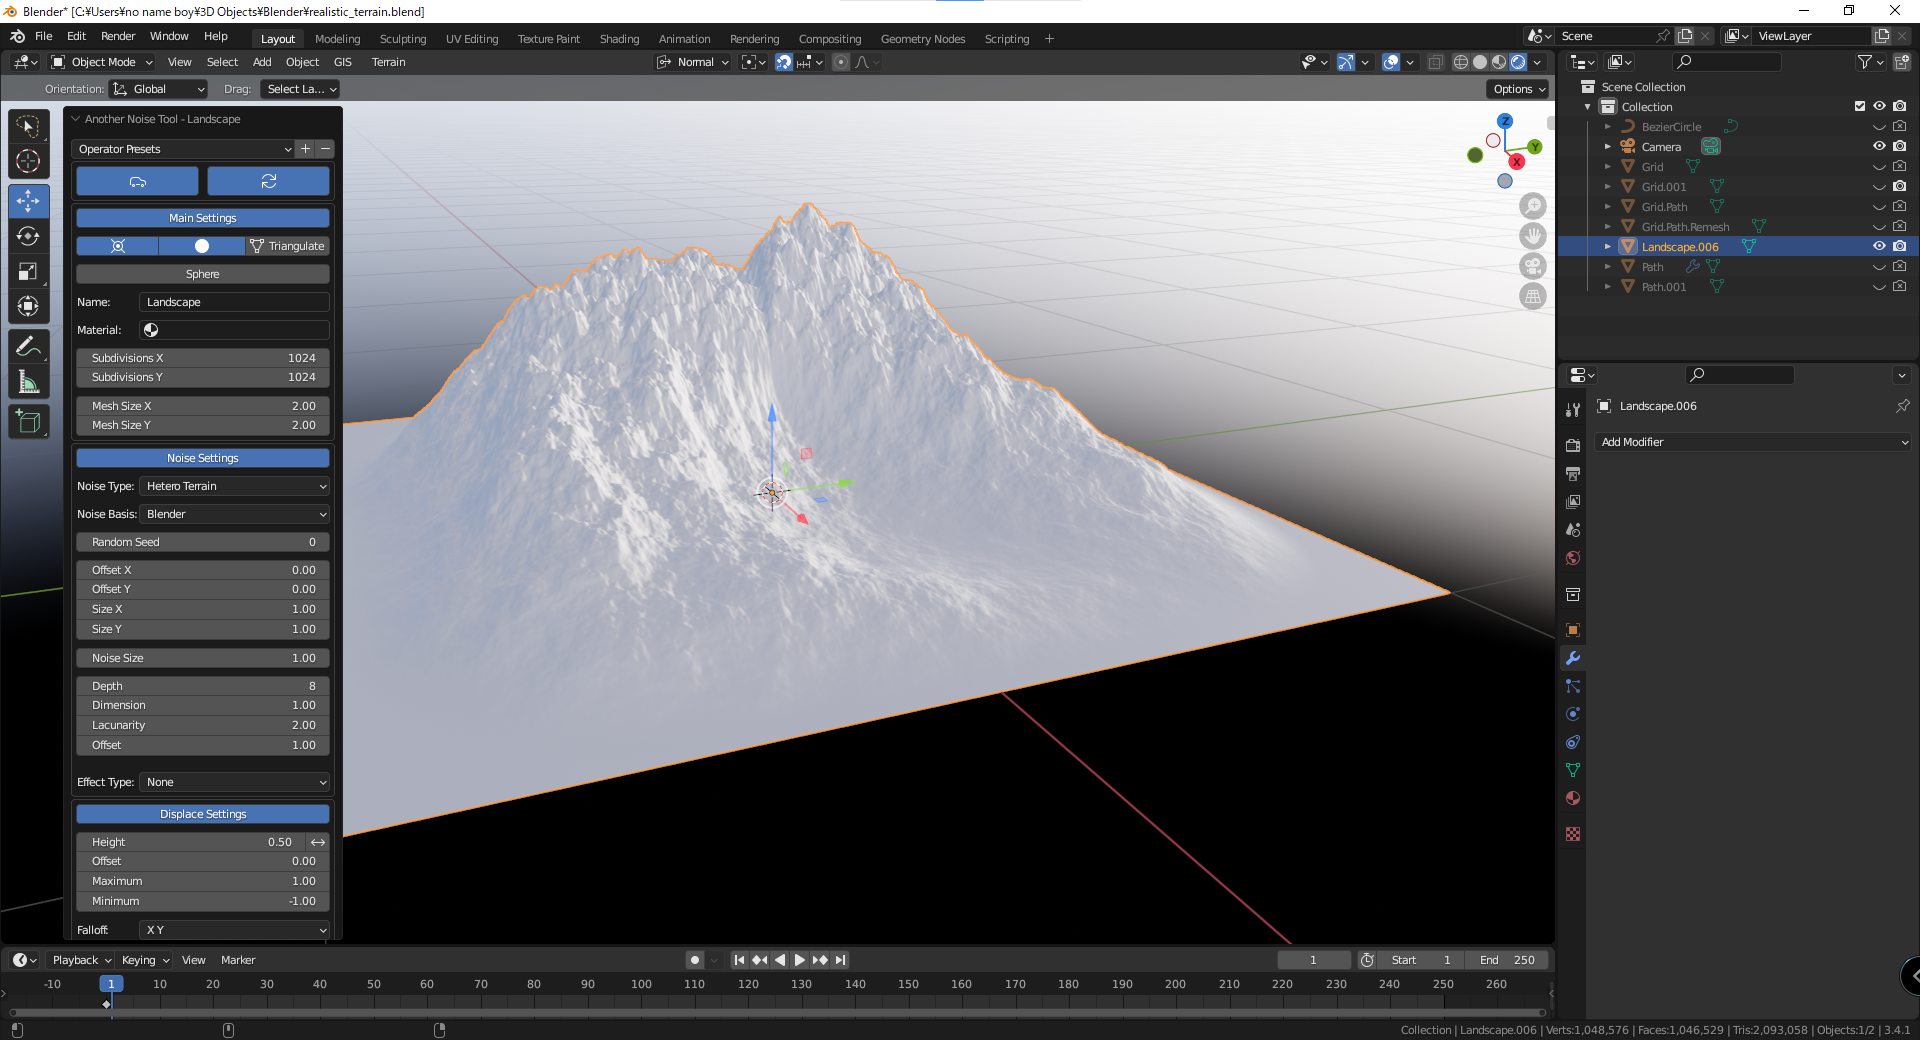 Blender* [C:¥Users¥no name boy¥3D Objects¥Blender¥realistic_terrain.blend]
File Edit Render Window Help Layout Modeling Sculpting UV Editing Texture Paint Shading Animation Rendering Compositing Geometry Nodes Scripting + Scene ViewLayer
Object Mode View Select Add Object GIS Terrain Normal
Orientation: Global Drag: Select La... Options
Another Noise Tool - Landscape
Operator Presets
Main Settings
Triangulate
Sphere
Name: Landscape
Material:
Subdivisions X 1024
Subdivisions Y 1024
Mesh Size X 2.00
Mesh Size Y 2.00
Noise Settings
Noise Type: Hetero Terrain
Noise Basis: Blender
Random Seed 0
Offset X 0.00
Offset Y 0.00
Size X 1.00
Size Y 1.00
Noise Size 1.00
Depth 8
Dimension 1.00
Lacunarity 2.00
Offset 1.00
Effect Type: None
Displace Settings
Height 0.50
Offset 0.00
Maximum 1.00
Minimum -1.00
Falloff: X Y
Z
Y
X
Scene Collection
Collection
BezierCircle
Camera
Grid
Grid.001
Grid.Path
Grid.Path.Remesh
Landscape.006
Path
Path.001
Landscape.006
Add Modifier
Playback Keying View Marker 1 Start 1 End 250
-10 1 10 20 30 40 50 60 70 80 90 100 110 120 130 140 150 160 170 180 190 200 210 220 230 240 250 260
Collection | Landscape.006 | Verts:1,048,576 | Faces:1,046,529 | Tris:2,093,058 | Objects:1/2 | 3.4.1